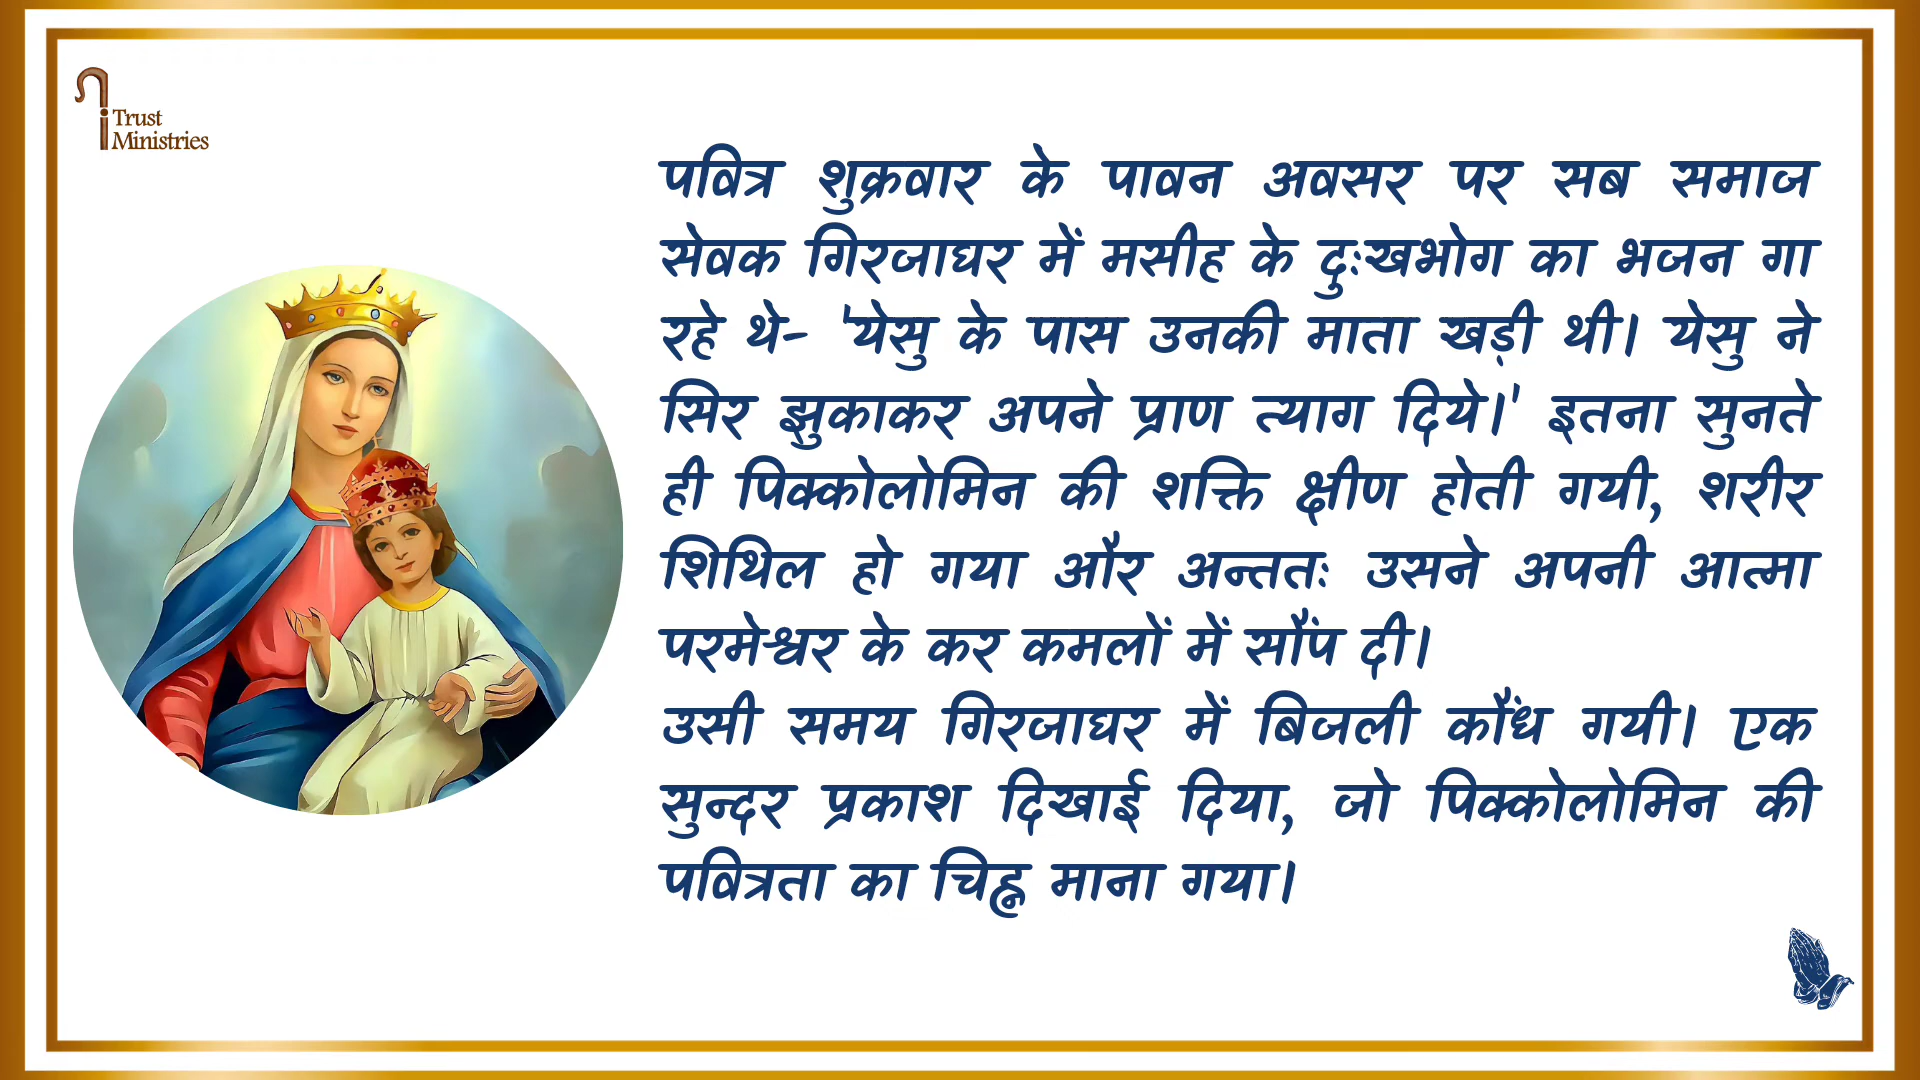 Trust
Ministries
पवित्र शुक्रवार के पावन अवसर पर सब समाज
सेवक गिरजाघर में मसीह के दुःखभोग का भजन गा
रहे थे- 'येसु के पास उनकी माता खड़ी थी। येसु ने
सिर झुकाकर अपने प्राण त्याग दिये।' इतना सुनते
ही पिक्कोलोमिन की शक्ति क्षीण होती गयी, शरीर
शिथिल हो गया और अन्ततः उसने अपनी आत्मा
परमेश्वर के कर कमलों में सौंप दी।
उसी समय गिरजाघर में बिजली कौंध गयी। एक
सुन्दर प्रकाश दिखाई दिया, जो पिक्कोलोमिन की
पवित्रता का चिह्न माना गया।